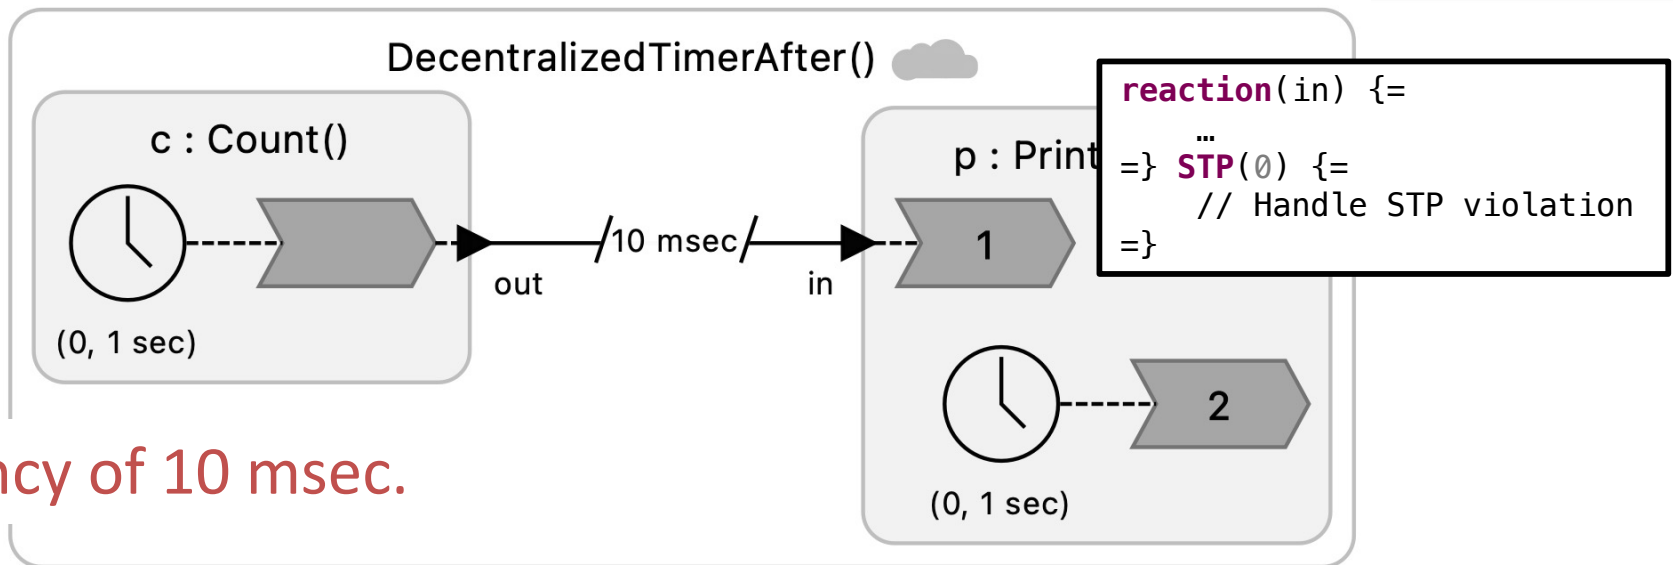 DecentralizedTimerAfter()
c : Count()
(0, 1 sec)
out
10 msec
in
p : Print
1
2
(0, 1 sec)
reaction(in) {=
…
=} STP(0) {=
// Handle STP violation
=}
ncy of 10 msec.